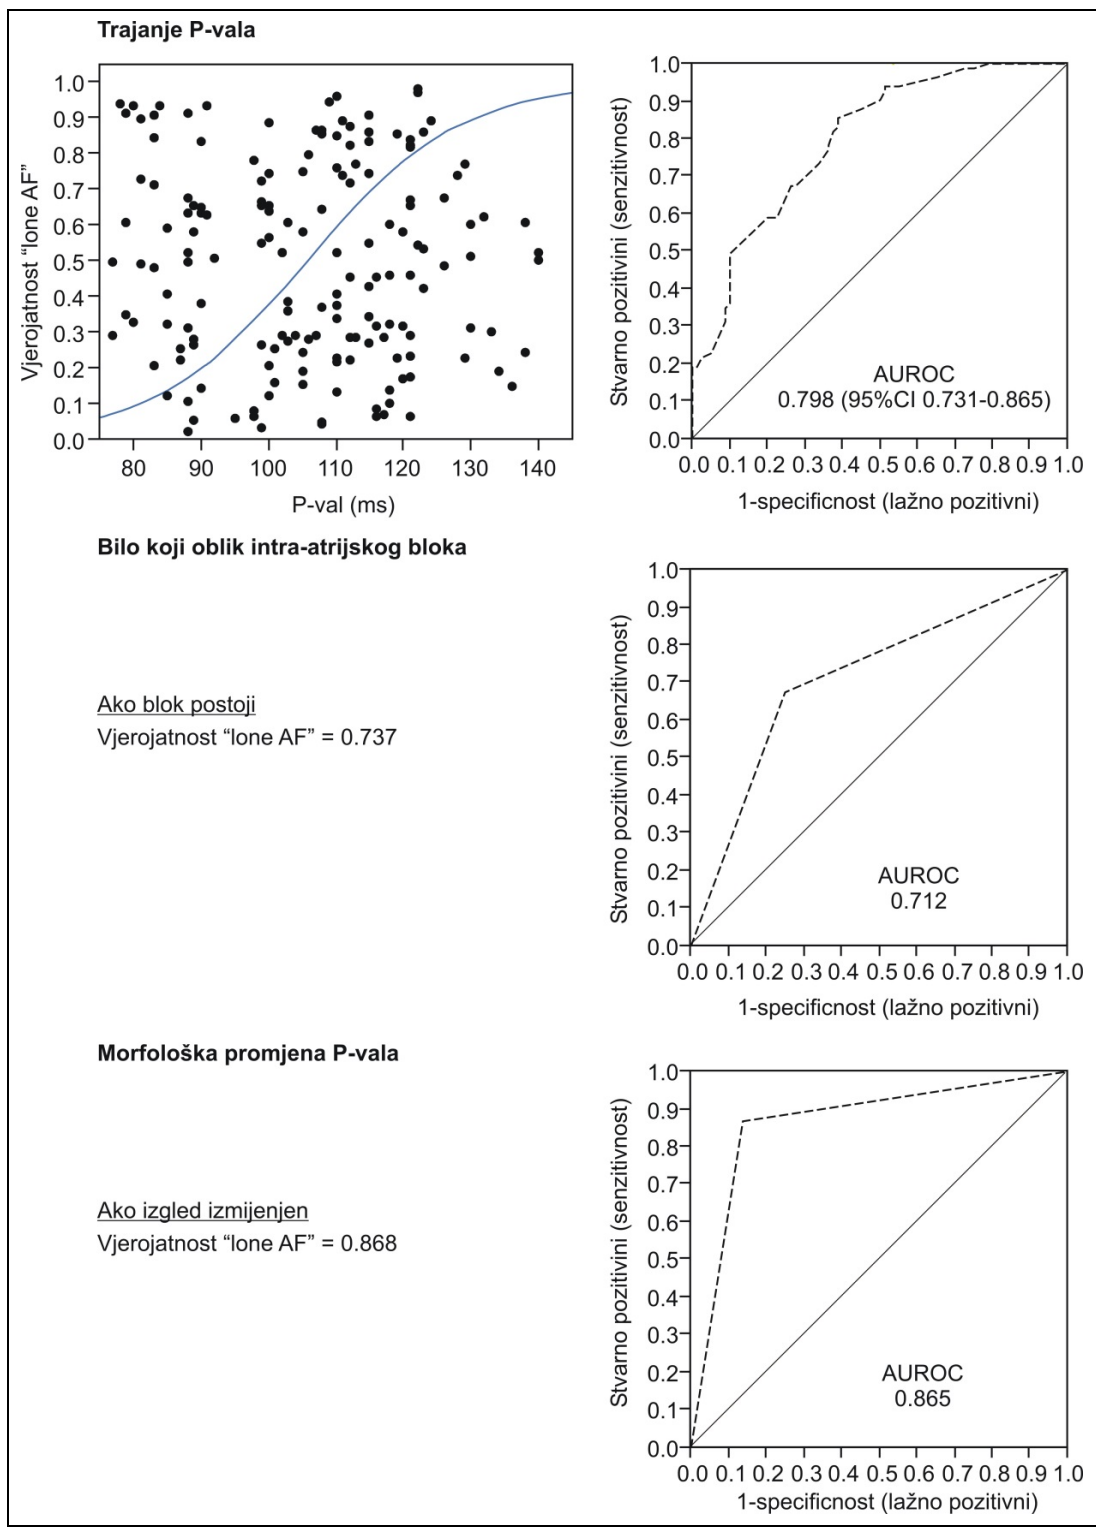 Trajanje P-vala
Vjerojatnost “lone AF”
1.0
0.9
0.8
0.7
0.6
0.5
0.4
0.3
0.2
0.1
0.0
80 90 100 110 120 130 140
P-val (ms)
Stvarno pozitivini (senzitivnost)
1.0
0.9
0.8
0.7
0.6
0.5
0.4
0.3
0.2
0.1
0.0
AUROC
0.798 (95%CI 0.731-0.865)
0.0 0.1 0.2 0.3 0.4 0.5 0.6 0.7 0.8 0.9 1.0
1-specificnost (lažno pozitivni)
Bilo koji oblik intra-atrijskog bloka
Ako blok postoji
Vjerojatnost “lone AF” = 0.737
Stvarno pozitivini (senzitivnost)
1.0
0.9
0.8
0.7
0.6
0.5
0.4
0.3
0.2
0.1
0.0
AUROC
0.712
0.0 0.1 0.2 0.3 0.4 0.5 0.6 0.7 0.8 0.9 1.0
1-specificnost (lažno pozitivni)
Morfološka promjena P-vala
Ako izgled izmijenjen
Vjerojatnost “lone AF” = 0.868
Stvarno pozitivini (senzitivnost)
1.0
0.9
0.8
0.7
0.6
0.5
0.4
0.3
0.2
0.1
0.0
AUROC
0.865
0.0 0.1 0.2 0.3 0.4 0.5 0.6 0.7 0.8 0.9 1.0
1-specificnost (lažno pozitivni)